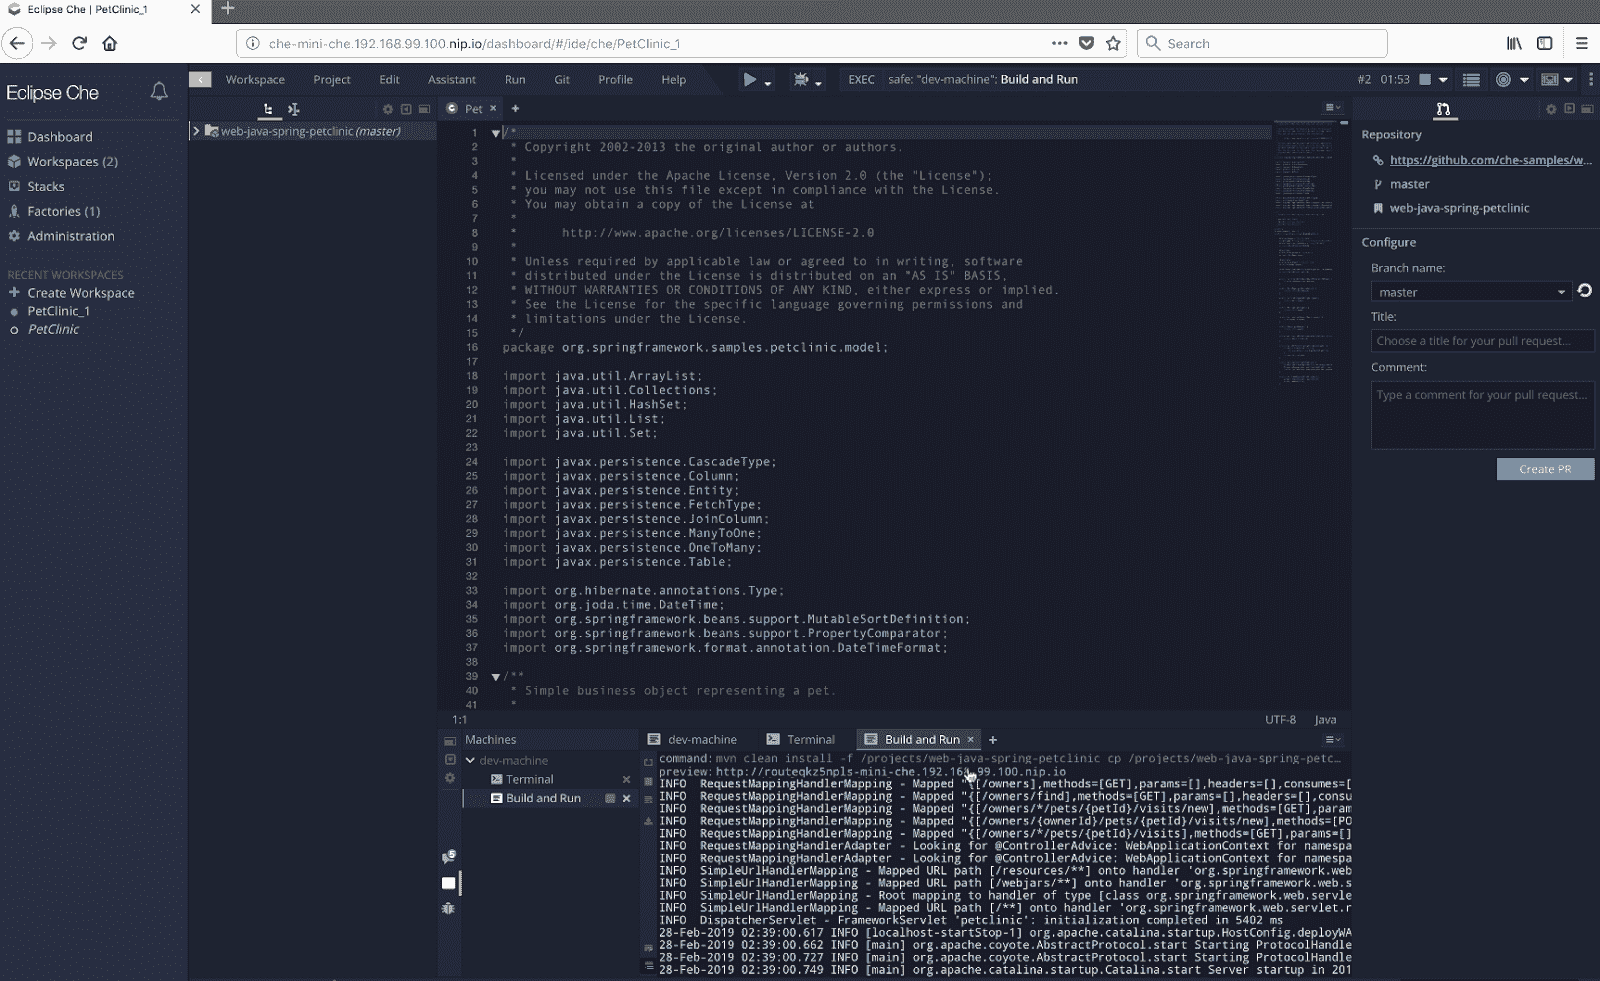 Eclipse Che | PetClinic_1
che-mini-che.192.168.99.100.nip.io/dashboard/#/ide/che/PetClinic_1
Search
Eclipse Che
Dashboard
Workspaces (2)
Stacks
Factories (1)
Administration
RECENT WORKSPACES
Create Workspace
PetClinic_1
PetClinic
Workspace Project Edit Assistant Run Git Profile Help
EXEC safe: "dev-machine": Build and Run
#2 01:53
web-java-spring-petclinic (master)
Pet
1 /*
2 * Copyright 2002-2013 the original author or authors.
3 *
4 * Licensed under the Apache License, Version 2.0 (the "License");
5 * you may not use this file except in compliance with the License.
6 * You may obtain a copy of the License at
7 *
8 * http://www.apache.org/licenses/LICENSE-2.0
9 *
10 * Unless required by applicable law or agreed to in writing, software
11 * distributed under the License is distributed on an "AS IS" BASIS,
12 * WITHOUT WARRANTIES OR CONDITIONS OF ANY KIND, either express or implied.
13 * See the License for the specific language governing permissions and
14 * limitations under the License.
15 */
16 package org.springframework.samples.petclinic.model;
17
18 import java.util.ArrayList;
19 import java.util.Collections;
20 import java.util.HashSet;
21 import java.util.List;
22 import java.util.Set;
23
24 import javax.persistence.CascadeType;
25 import javax.persistence.Column;
26 import javax.persistence.Entity;
27 import javax.persistence.FetchType;
28 import javax.persistence.JoinColumn;
29 import javax.persistence.ManyToOne;
30 import javax.persistence.OneToMany;
31 import javax.persistence.Table;
32
33 import org.hibernate.annotations.Type;
34 import org.joda.time.DateTime;
35 import org.springframework.beans.support.MutableSortDefinition;
36 import org.springframework.beans.support.PropertyComparator;
37 import org.springframework.format.annotation.DateTimeFormat;
38
39 /**
40 * Simple business object representing a pet.
41 *
1:1
UTF-8 Java
Repository
https://github.com/che-samples/w...
master
web-java-spring-petclinic
Configure
Branch name:
master
Title:
Choose a title for your pull request...
Comment:
Type a comment for your pull request...
Create PR
Machines
dev-machine
Terminal
Build and Run
5
dev-machine Terminal Build and Run
command: mvn clean install -f /projects/web-java-spring-petclinic cp /projects/web-java-spring-petc...
preview: http://routeqkz5npls-mini-che.192.168.99.100.nip.io
INFO RequestMappingHandlerMapping - Mapped "{[/owners],methods=[GET],params=[],headers=[],consumes=[
INFO RequestMappingHandlerMapping - Mapped "{[/owners/find],methods=[GET],params=[],headers=[],consu
INFO RequestMappingHandlerMapping - Mapped "{[/owners/*/pets/{petId}/visits/new],methods=[GET],param
INFO RequestMappingHandlerMapping - Mapped "{[/owners/{ownerId}/pets/{petId}/visits/new],methods=[PO
INFO RequestMappingHandlerMapping - Mapped "{[/owners/*/pets/{petId}/visits],methods=[GET],params=[]
INFO RequestMappingHandlerAdapter - Looking for @ControllerAdvice: WebApplicationContext for namespa
INFO RequestMappingHandlerAdapter - Looking for @ControllerAdvice: WebApplicationContext for namespa
INFO SimpleUrlHandlerMapping - Mapped URL path [/resources/**] onto handler 'org.springframework.web
INFO SimpleUrlHandlerMapping - Mapped URL path [/webjars/**] onto handler 'org.springframework.web.s
INFO SimpleUrlHandlerMapping - Root mapping to handler of type [class org.springframework.web.servle
INFO SimpleUrlHandlerMapping - Mapped URL path [/**] onto handler 'org.springframework.web.servlet.r
INFO DispatcherServlet - FrameworkServlet 'petclinic': initialization completed in 5402 ms
28-Feb-2019 02:39:00.617 INFO [localhost-startStop-1] org.apache.catalina.startup.HostConfig.deployWA
28-Feb-2019 02:39:00.662 INFO [main] org.apache.coyote.AbstractProtocol.start Starting ProtocolHandle
28-Feb-2019 02:39:00.727 INFO [main] org.apache.coyote.AbstractProtocol.start Starting ProtocolHandle
28-Feb-2019 02:39:00.749 INFO [main] org.apache.catalina.startup.Catalina.start Server startup in 201